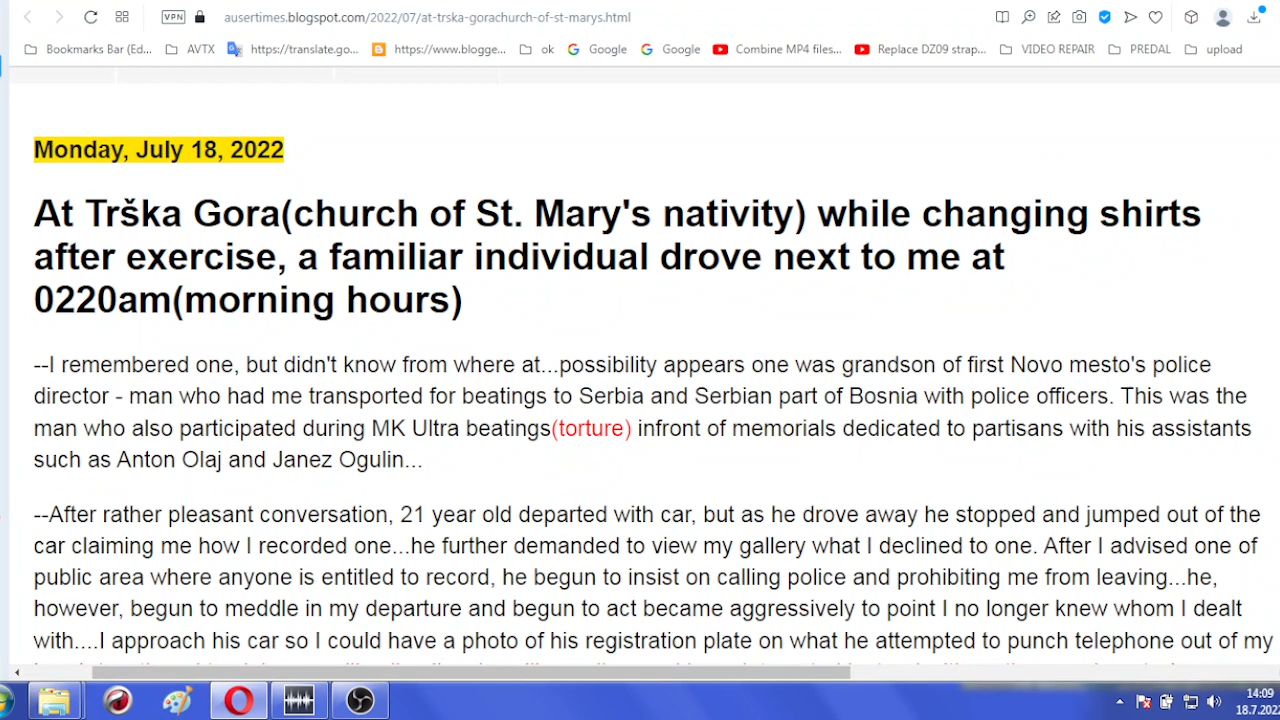 VPN
ausertimes.blogspot.com/2022/07/at-trska-gorachurch-of-st-marys.html
Bookmarks Bar (Ed... AVTX https://translate.go... https://www.blogge... ok Google Google Combine MP4 files... Replace DZ09 strap... VIDEO REPAIR PREDAL upload
Monday, July 18, 2022
At Trška Gora(church of St. Mary's nativity) while changing shirts
after exercise, a familiar individual drove next to me at
0220am(morning hours)
--I remembered one, but didn't know from where at...possibility appears one was grandson of first Novo mesto's police
director - man who had me transported for beatings to Serbia and Serbian part of Bosnia with police officers. This was the
man who also participated during MK Ultra beatings(torture) infront of memorials dedicated to partisans with his assistants
such as Anton Olaj and Janez Ogulin...
--After rather pleasant conversation, 21 year old departed with car, but as he drove away he stopped and jumped out of the
car claiming me how I recorded one...he further demanded to view my gallery what I declined to one. After I advised one of
public area where anyone is entitled to record, he begun to insist on calling police and prohibiting me from leaving...he,
however, begun to meddle in my departure and begun to act became aggressively to point I no longer knew whom I dealt
with....I approach his car so I could have a photo of his registration plate on what he attempted to punch telephone out of my
14:09
18.7.2022